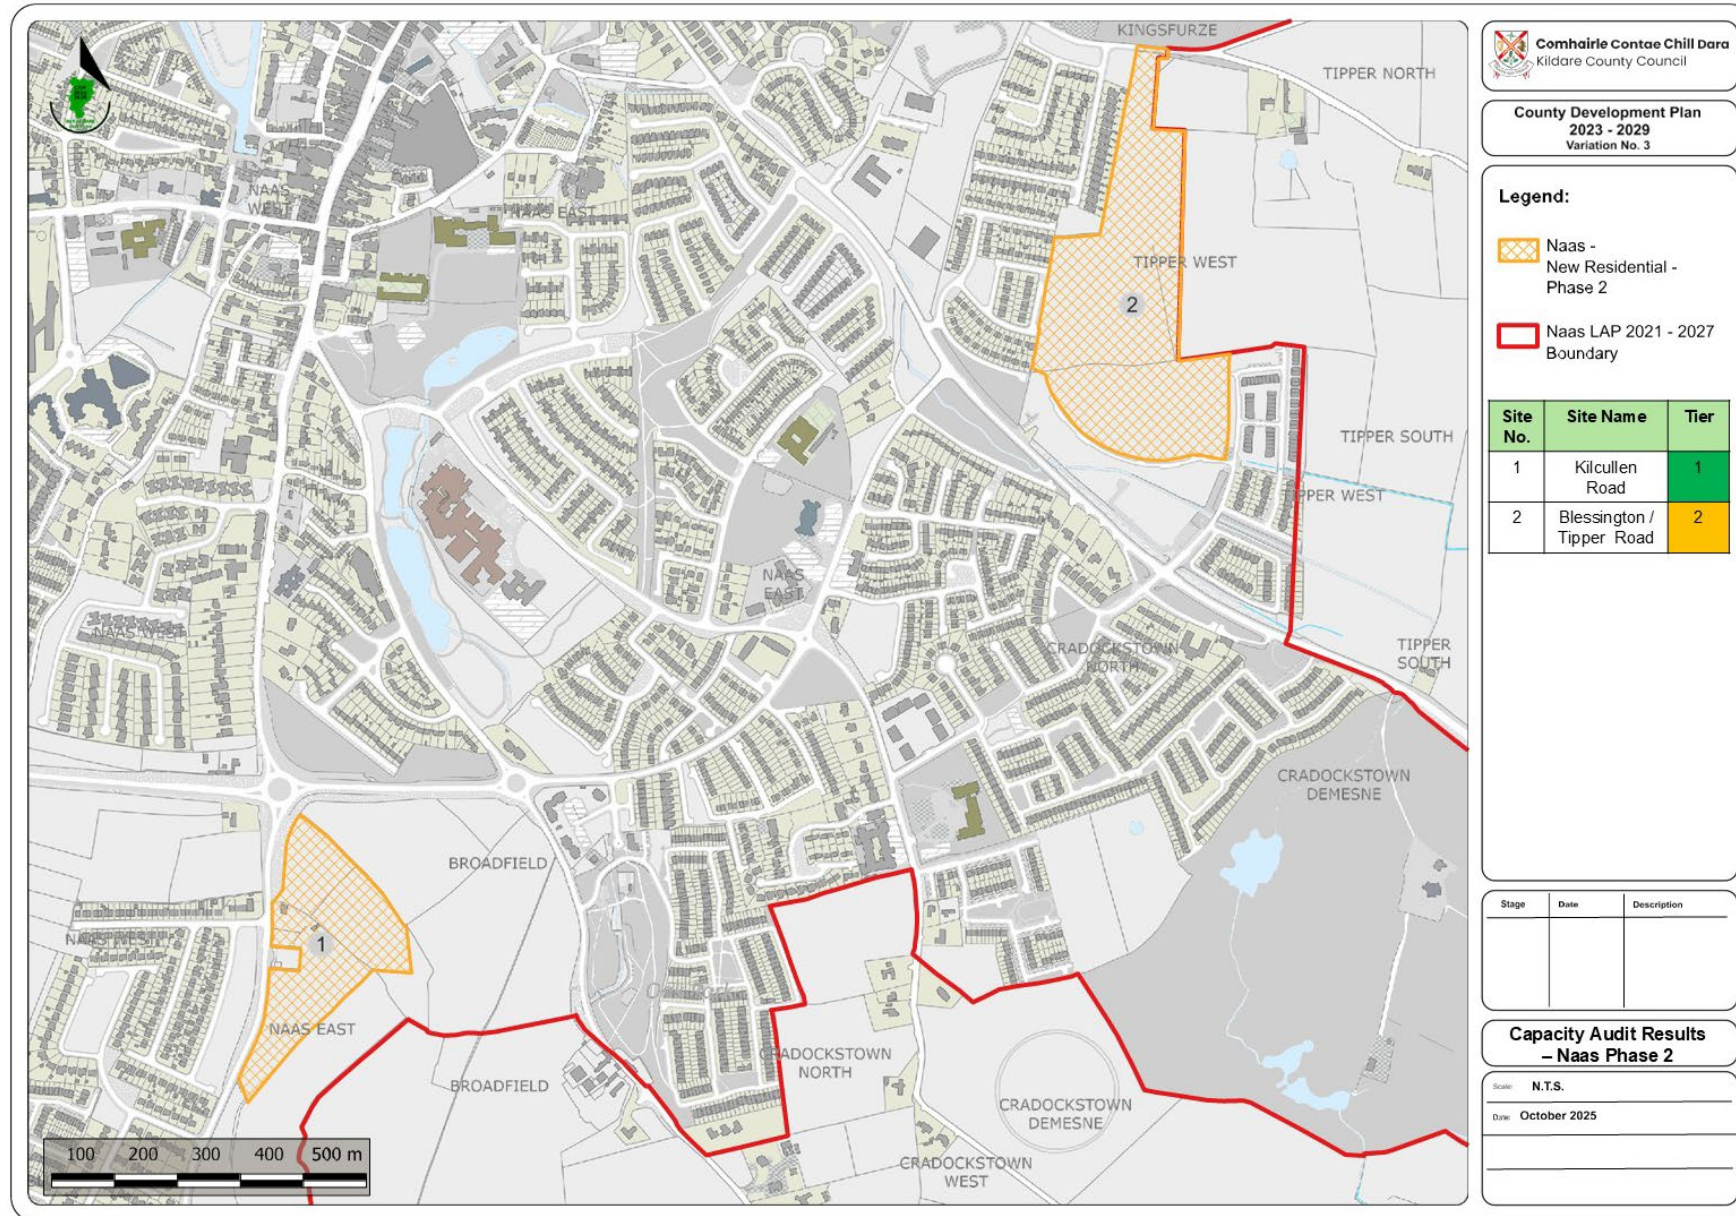 KINGSFURZE
TIPPER NORTH
NAAS
WEST
NAAS EAST
TIPPER WEST
2
TIPPER SOUTH
TIPPER WEST
NAAS
EAST
NAAS WEST
CRADOCKSTOWN
NORTH
TIPPER
SOUTH
CRADOCKSTOWN
DEMESNE
BROADFIELD
NAAS WEST
1
NAAS EAST
BROADFIELD
CRADOCKSTOWN
NORTH
CRADOCKSTOWN
DEMESNE
CRADOCKSTOWN
WEST
100 200 300 400 500 m
Comhairle Contae Chill Dara
Kildare County Council
County Development Plan
2023 - 2029
Variation No. 3
Legend:
Naas -
New Residential -
Phase 2
Naas LAP 2021 - 2027
Boundary
Site No. Site Name Tier
1 Kilcullen Road 1
2 Blessington / Tipper Road 2
Stage Date Description
Capacity Audit Results
– Naas Phase 2
Scale: N.T.S.
Date: October 2025